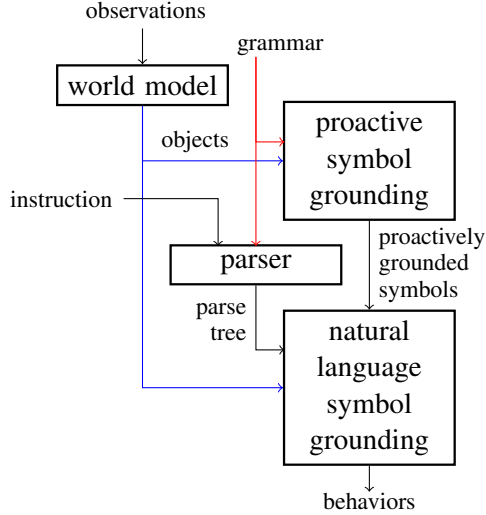 observations
grammar
world model
proactive
symbol
grounding
objects
instruction
proactively
grounded
symbols
parser
parse
tree
natural
language
symbol
grounding
behaviors